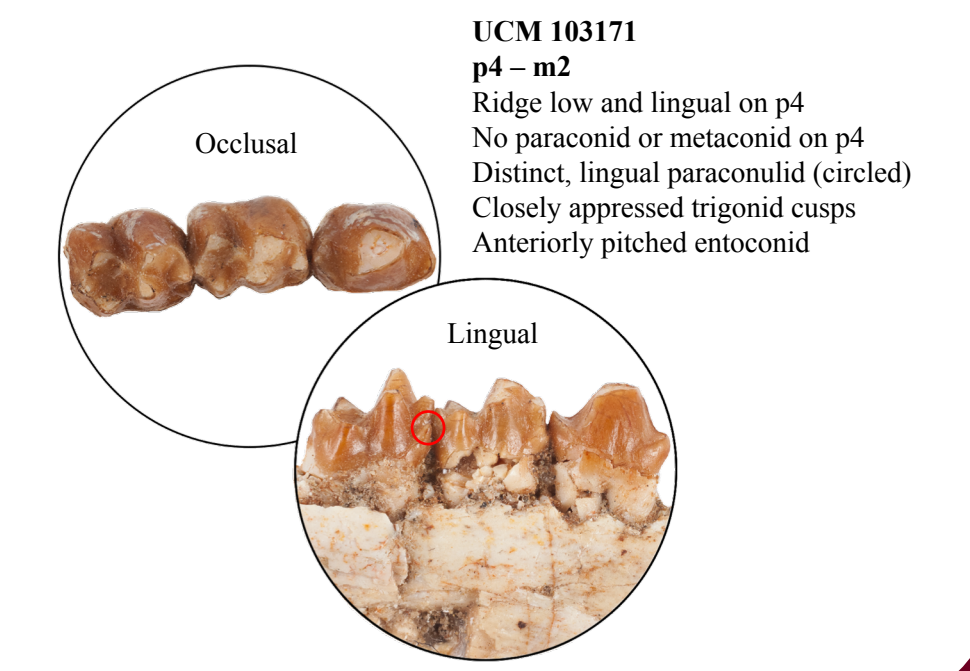 UCM 103171
p4 – m2
Ridge low and lingual on p4
No paraconid or metaconid on p4
Distinct, lingual paraconulid (circled)
Closely appressed trigonid cusps
Anteriorly pitched entoconid
Occlusal
Lingual